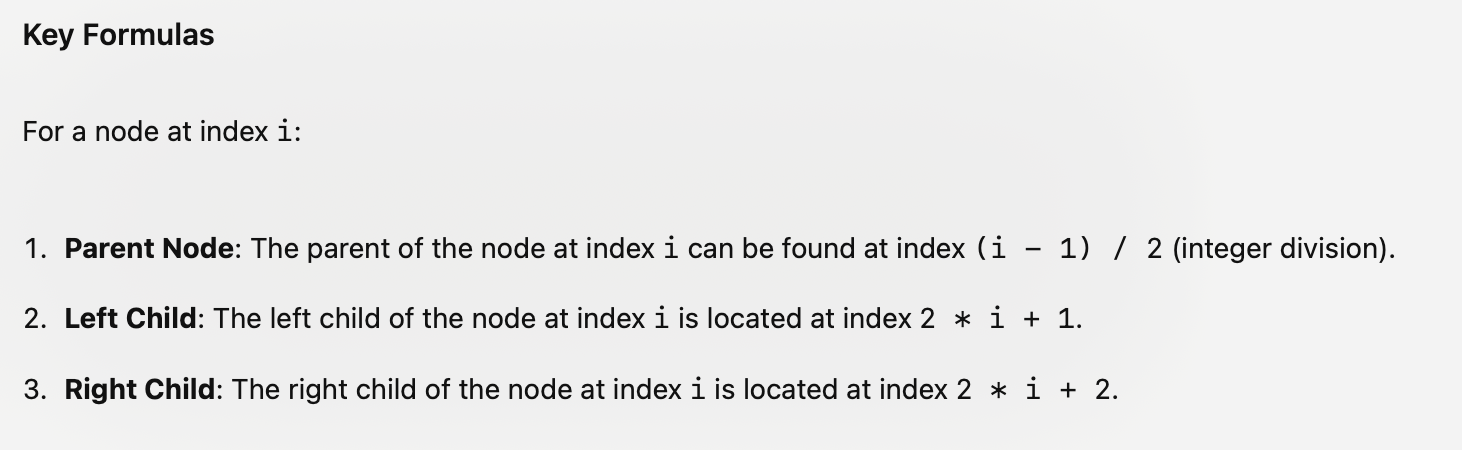 Key Formulas
For a node at index i:
1. Parent Node: The parent of the node at index i can be found at index (i - 1) / 2 (integer division).
2. Left Child: The left child of the node at index i is located at index 2 * i + 1.
3. Right Child: The right child of the node at index i is located at index 2 * i + 2.